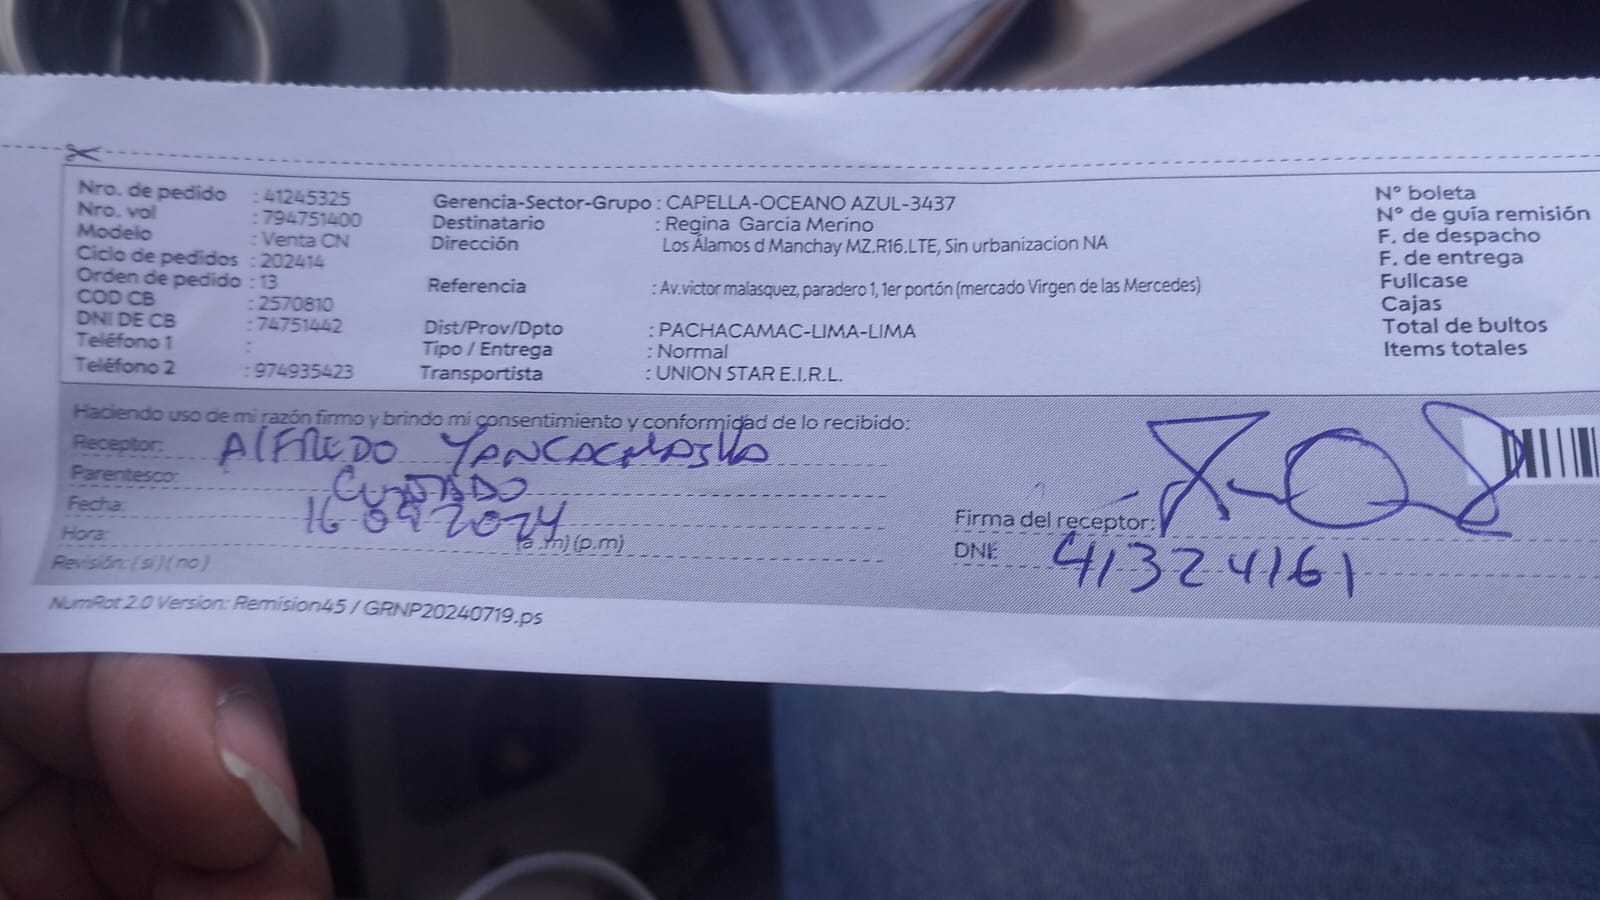 Nro. de pedido : 41245325
Nro. vol : 794751400
Modelo : Venta CN
Ciclo de pedidos : 202414
Orden de pedido : 13
COD CB : 2570810
DNI DE CB : 74751442
Teléfono 1 :
Teléfono 2 : 974935423
Gerencia-Sector-Grupo : CAPELLA-OCEANO AZUL-3437
Destinatario : Regina García Merino
Dirección Los Álamos d Manchay MZ.R16.LTE, Sin urbanizacion NA
Referencia : Av.victor malasquez, paradero 1, 1er portón (mercado Virgen de las Mercedes)
Dist/Prov/Dpto : PACHACAMAC-LIMA-LIMA
Tipo / Entrega : Normal
Transportista : UNION STAR E.I.R.L.
N° boleta
N° de guía remisión
F. de despacho
F. de entrega
Fullcase
Cajas
Total de bultos
Items totales
Haciendo uso de mi razón firmo y brindo mi consentimiento y conformidad de lo recibido:
Receptor: AlFREDO
Parentesco: CUÑADO
Fecha: 16 09 2024
Hora: (a.m)(p.m)
Revisión: (si)(no)
Firma del receptor:
DNI: 41324161
NumRot 2.0 Version: Remision45 / GRNP20240719.ps